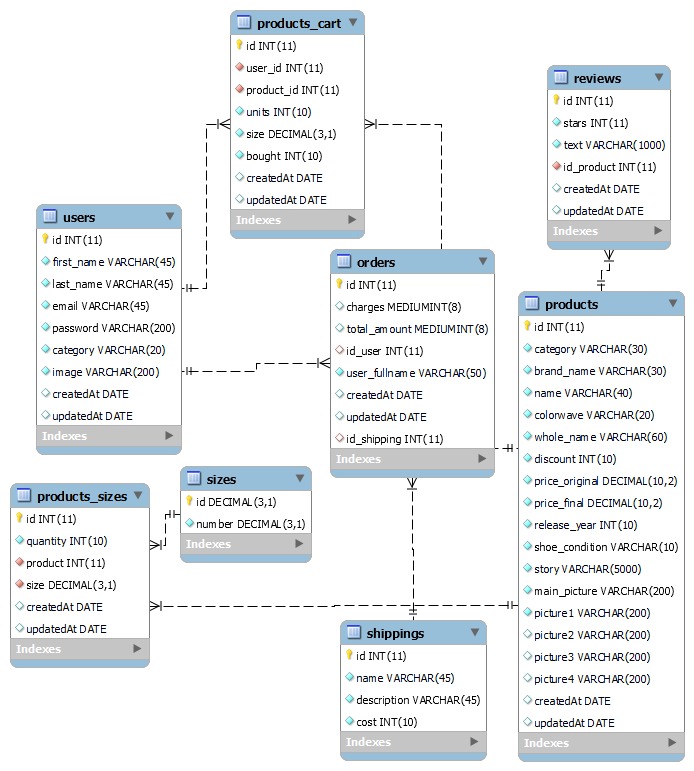 products_cart
id INT(11)
user_id INT(11)
product_id INT(11)
units INT(10)
size DECIMAL(3,1)
bought INT(10)
createdAt DATE
updatedAt DATE
Indexes
reviews
id INT(11)
stars INT(11)
text VARCHAR(1000)
id_product INT(11)
createdAt DATE
updatedAt DATE
Indexes
users
id INT(11)
first_name VARCHAR(45)
last_name VARCHAR(45)
email VARCHAR(45)
password VARCHAR(200)
category VARCHAR(20)
image VARCHAR(200)
createdAt DATE
updatedAt DATE
Indexes
orders
id INT(11)
charges MEDIUMINT(8)
total_amount MEDIUMINT(8)
id_user INT(11)
user_fullname VARCHAR(50)
createdAt DATE
updatedAt DATE
id_shipping INT(11)
Indexes
products
id INT(11)
category VARCHAR(30)
brand_name VARCHAR(30)
name VARCHAR(40)
colorwave VARCHAR(20)
whole_name VARCHAR(60)
discount INT(10)
price_original DECIMAL(10,2)
price_final DECIMAL(10,2)
release_year INT(10)
shoe_condition VARCHAR(10)
story VARCHAR(5000)
main_picture VARCHAR(200)
picture1 VARCHAR(200)
picture2 VARCHAR(200)
picture3 VARCHAR(200)
picture4 VARCHAR(200)
createdAt DATE
updatedAt DATE
Indexes
sizes
id DECIMAL(3,1)
number DECIMAL(3,1)
Indexes
products_sizes
id INT(11)
quantity INT(10)
product INT(11)
size DECIMAL(3,1)
createdAt DATE
updatedAt DATE
Indexes
shippings
id INT(11)
name VARCHAR(45)
description VARCHAR(45)
cost INT(10)
Indexes